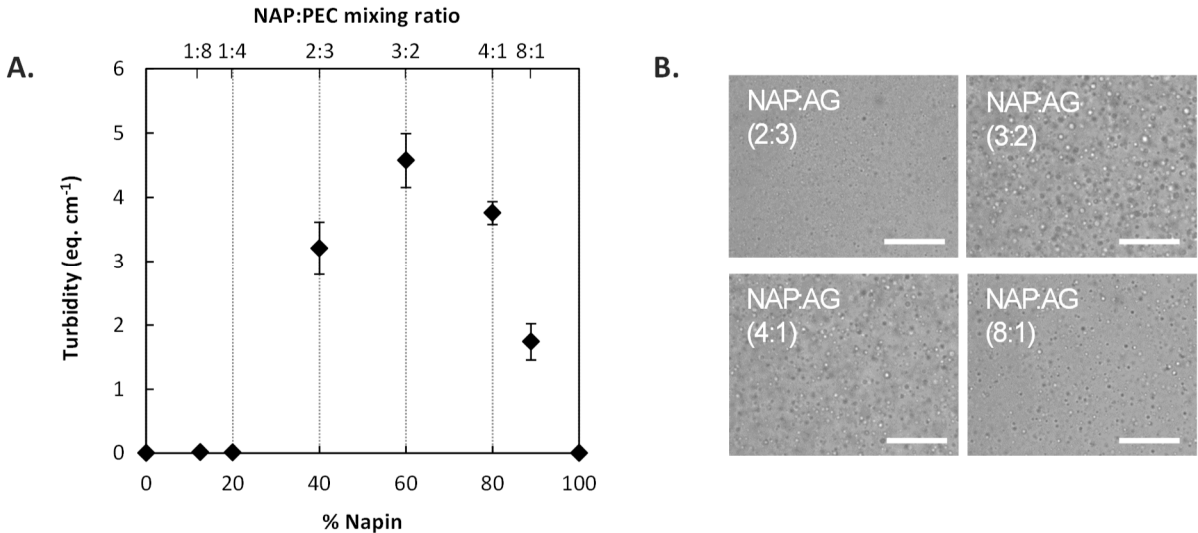 NAP:PEC mixing ratio
A.
1:8 1:4 2:3 3:2 4:1 8:1
6
5
4
3
2
1
0
Turbidity (eq. cm-1)
0 20 40 60 80 100
% Napin
B.
NAP:AG
(2:3)
NAP:AG
(3:2)
NAP:AG
(4:1)
NAP:AG
(8:1)